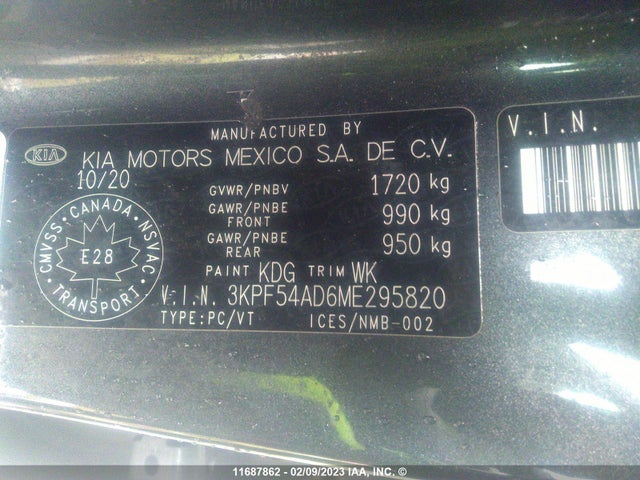 MANUFACTURED BY
KIA
KIA MOTORS MEXICO S.A. DE C.V.
10/20
GVWR/PNBV 1720 kg
GAWR/PNBE FRONT 990 kg
GAWR/PNBE REAR 950 kg
PAINT KDG TRIM WK
V.I.N. 3KPF54AD6ME295820
TYPE:PC/VT ICES/NMB-002
CMVSS • CANADA • NSVAC • TRANSPORT •
E28
V.I.N.
11687862 - 02/09/2023 IAA, INC. ©